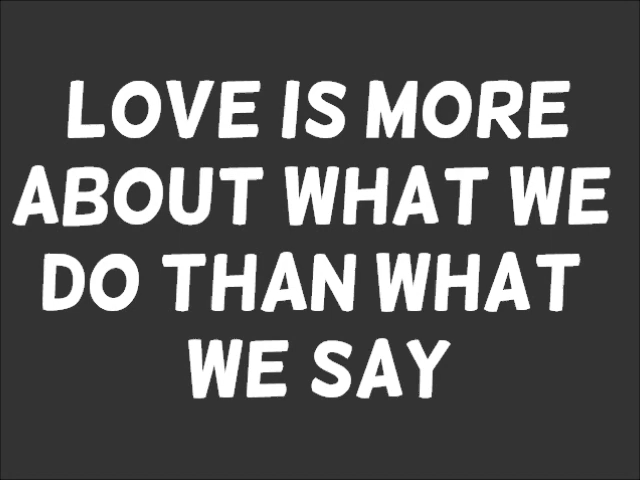 LOVE IS MORE
ABOUT WHAT WE
DO THAN WHAT
WE SAY